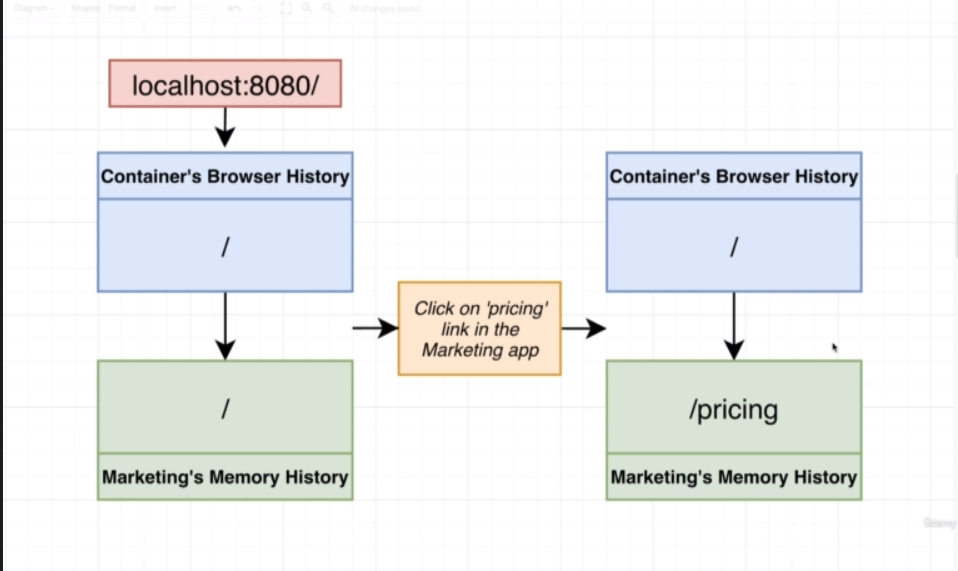 Diagram
Shapes
Format
Insert
All changes saved
localhost:8080/
Container's Browser History
/
Container's Browser History
/
Click on 'pricing'
link in the
Marketing app
/
Marketing's Memory History
/pricing
Marketing's Memory History
Udemy